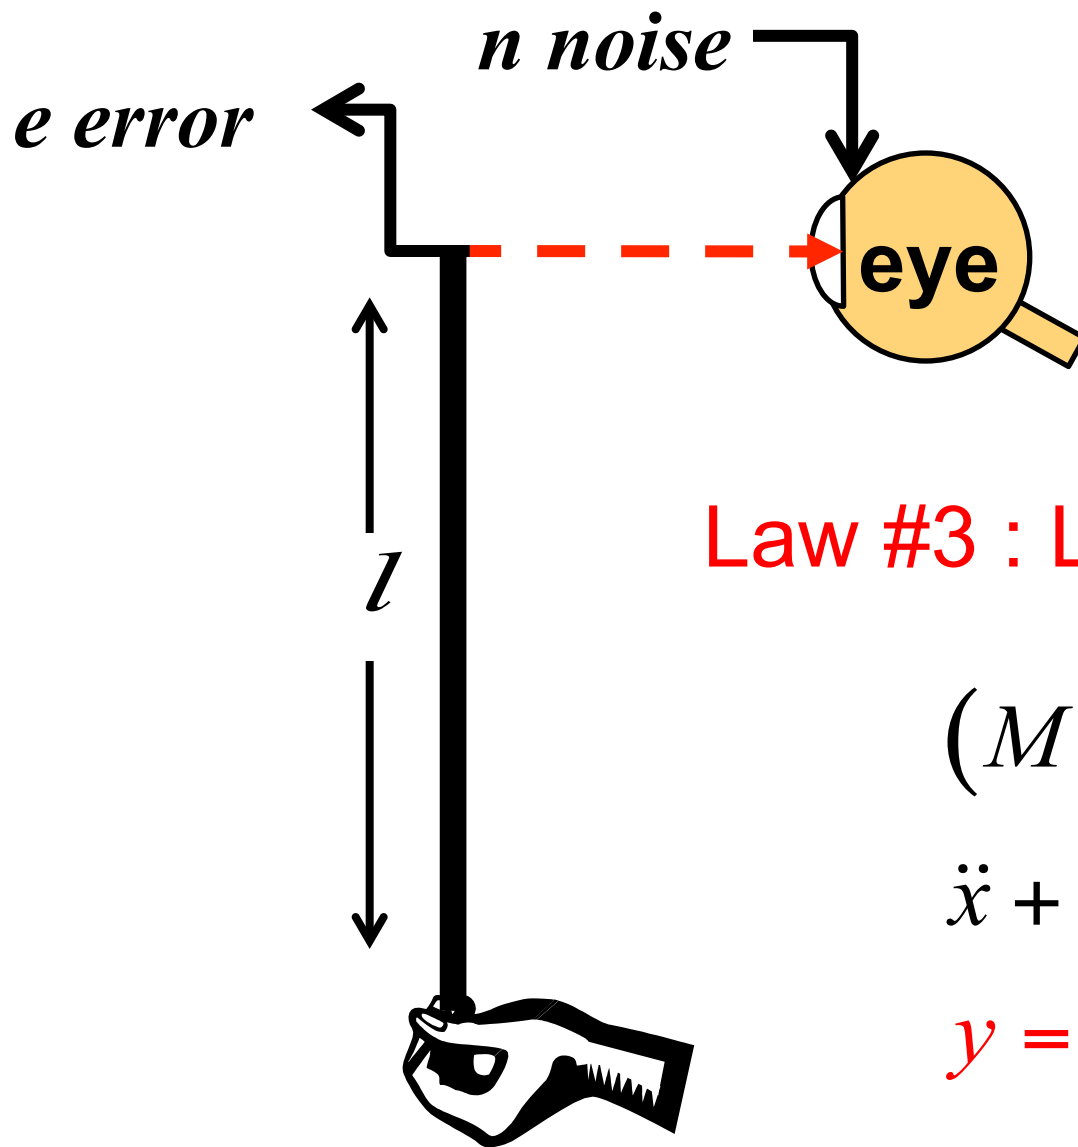 n noise
e error
eye
l
Law #3 : L
(M
ẍ +
y =